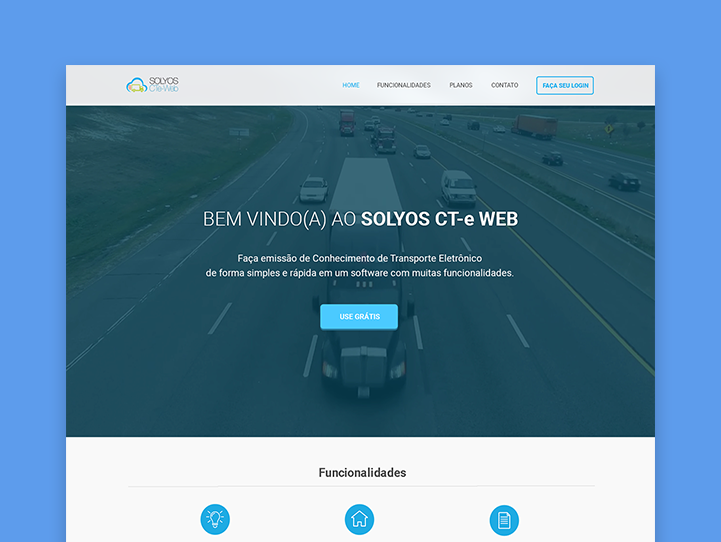 SOLYOS
CTe-Web
HOME FUNCIONALIDADES PLANOS CONTATO FAÇA SEU LOGIN
BEM VINDO(A) AO SOLYOS CT-e WEB
Faça emissão de Conhecimento de Transporte Eletrônico
de forma simples e rápida em um software com muitas funcionalidades.
USE GRÁTIS
Funcionalidades